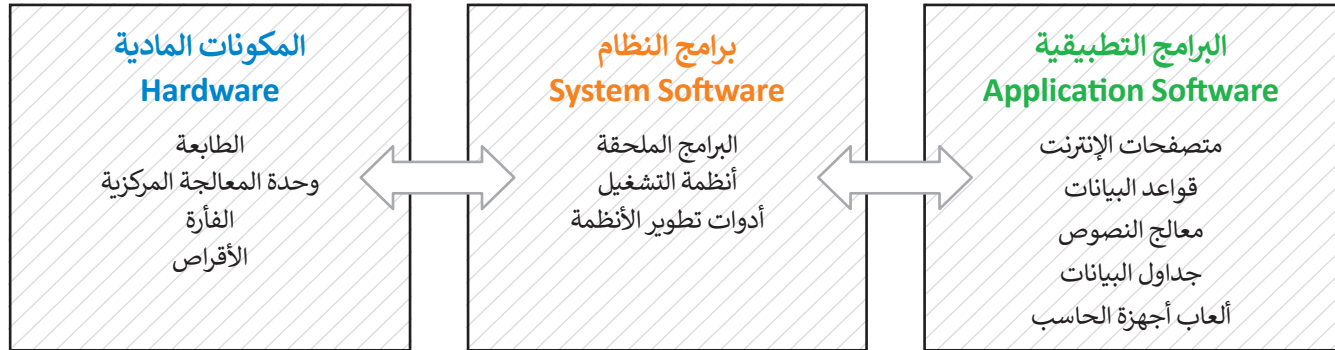 البرامج التطبيقية
Application Software
متصفحات الإنترنت
قواعد البيانات
معالج النصوص
جداول البيانات
ألعاب أجهزة الحاسب
برامج النظام
System Software
البرامج الملحقة
أنظمة التشغيل
أدوات تطوير الأنظمة
المكونات المادية
Hardware
الطابعة
وحدة المعالجة المركزية
الفأرة
الأقراص